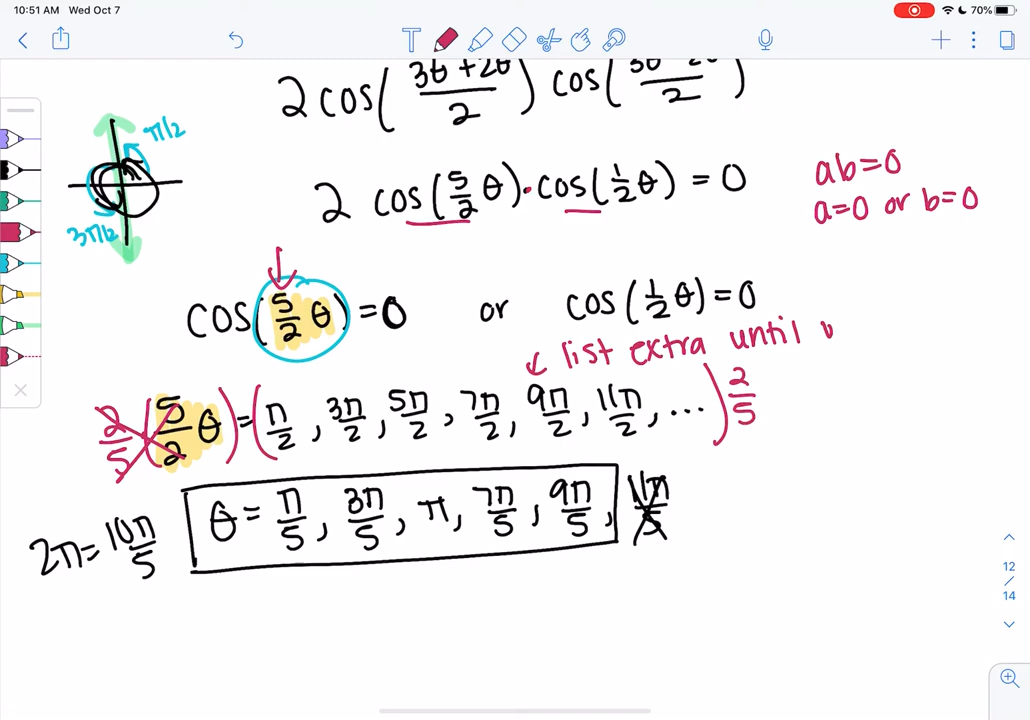 10:51 AM Wed Oct 7
70%
2 cos( (3θ + 2θ)/2 ) cos( (3θ - 2θ)/2 )
π/2
3π/2
2 cos(5/2 θ) · cos(1/2 θ) = 0
ab = 0
a = 0 or b = 0
cos(5/2 θ) = 0 or cos(1/2 θ) = 0
↙ list extra until
2/5 (5/2 θ) = (π/2, 3π/2, 5π/2, 7π/2, 9π/2, 11π/2, ...) 2/5
θ = π/5, 3π/5, π, 7π/5, 9π/5, 11π/5
2π = 10π/5
12
/
14